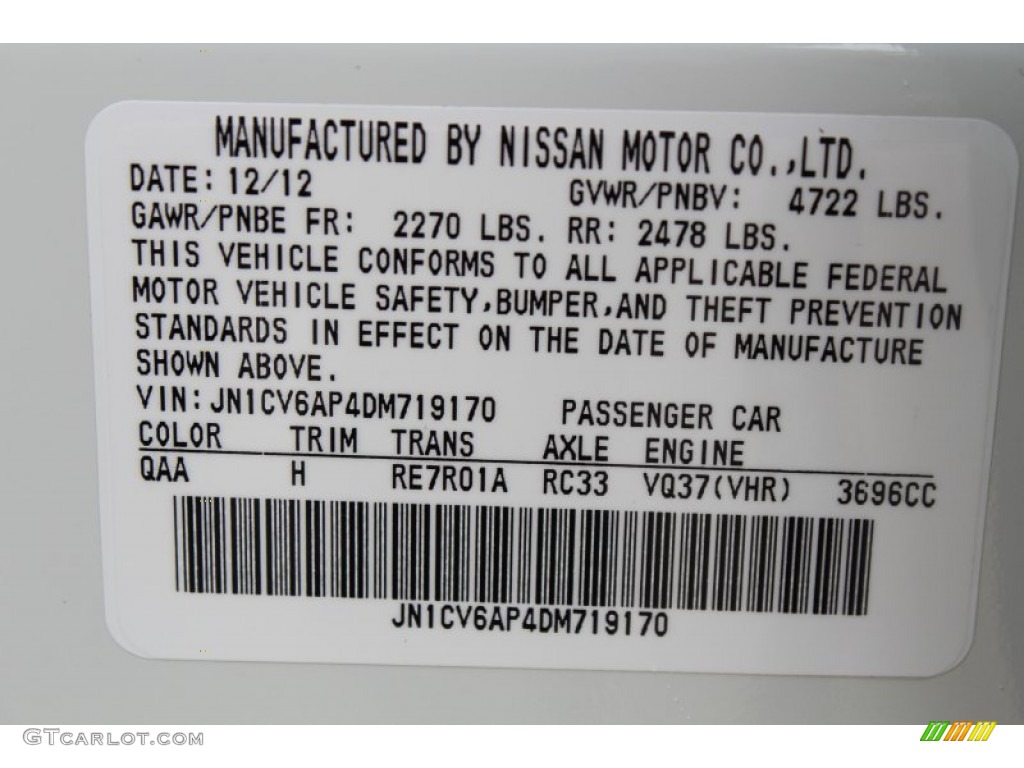 MANUFACTURED BY NISSAN MOTOR CO.,LTD.
DATE: 12/12 GVWR/PNBV: 4722 LBS.
GAWR/PNBE FR: 2270 LBS. RR: 2478 LBS.
THIS VEHICLE CONFORMS TO ALL APPLICABLE FEDERAL
MOTOR VEHICLE SAFETY,BUMPER,AND THEFT PREVENTION
STANDARDS IN EFFECT ON THE DATE OF MANUFACTURE
SHOWN ABOVE.
VIN:JN1CV6AP4DM719170 PASSENGER CAR
COLOR TRIM TRANS AXLE ENGINE
QAA H RE7R01A RC33 VQ37(VHR) 3696CC
JN1CV6AP4DM719170
GTCARLOT.COM